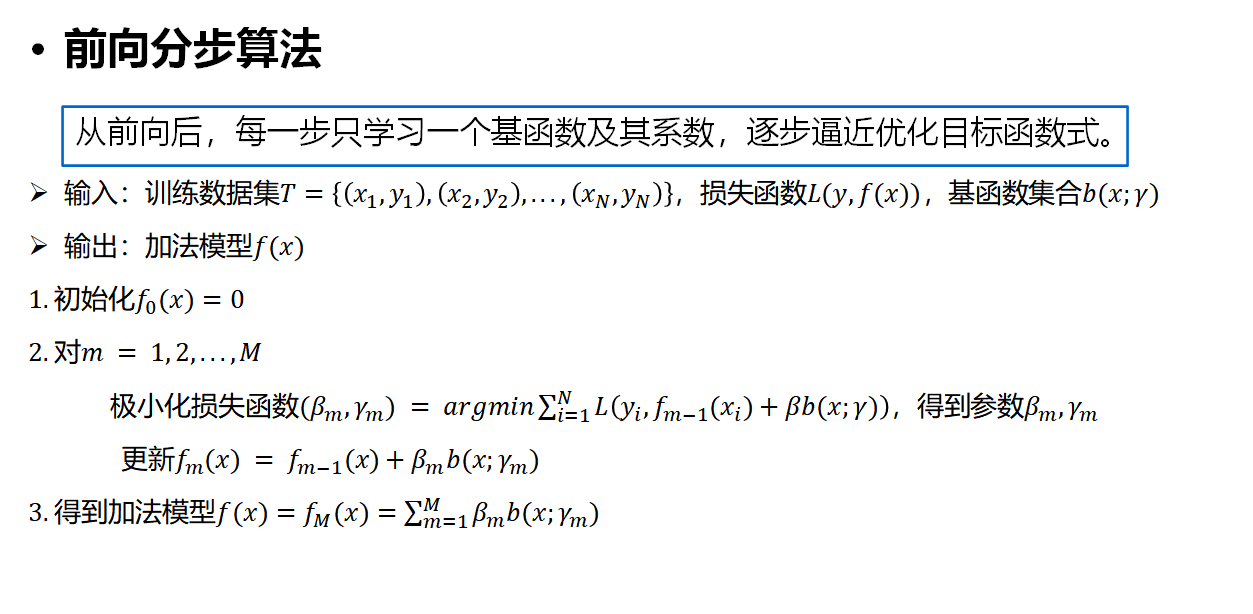 • 前向分步算法
从前向后，每一步只学习一个基函数及其系数，逐步逼近优化目标函数式。
➢ 输入：训练数据集$T = \{(x_1, y_1), (x_2, y_2), \ldots, (x_N, y_N)\}$，损失函数$L(y, f(x))$，基函数集合$b(x; \gamma)$
➢ 输出：加法模型$f(x)$
1. 初始化$f_0(x) = 0$
2. 对$m = 1, 2, \ldots, M$
极小化损失函数$(\beta_m, \gamma_m) = argmin \sum_{i=1}^{N} L(y_i, f_{m-1}(x_i) + \beta b(x; \gamma))$，得到参数$\beta_m, \gamma_m$
更新$f_m(x) = f_{m-1}(x) + \beta_m b(x; \gamma_m)$
3. 得到加法模型$f(x) = f_M(x) = \sum_{m=1}^{M} \beta_m b(x; \gamma_m)$